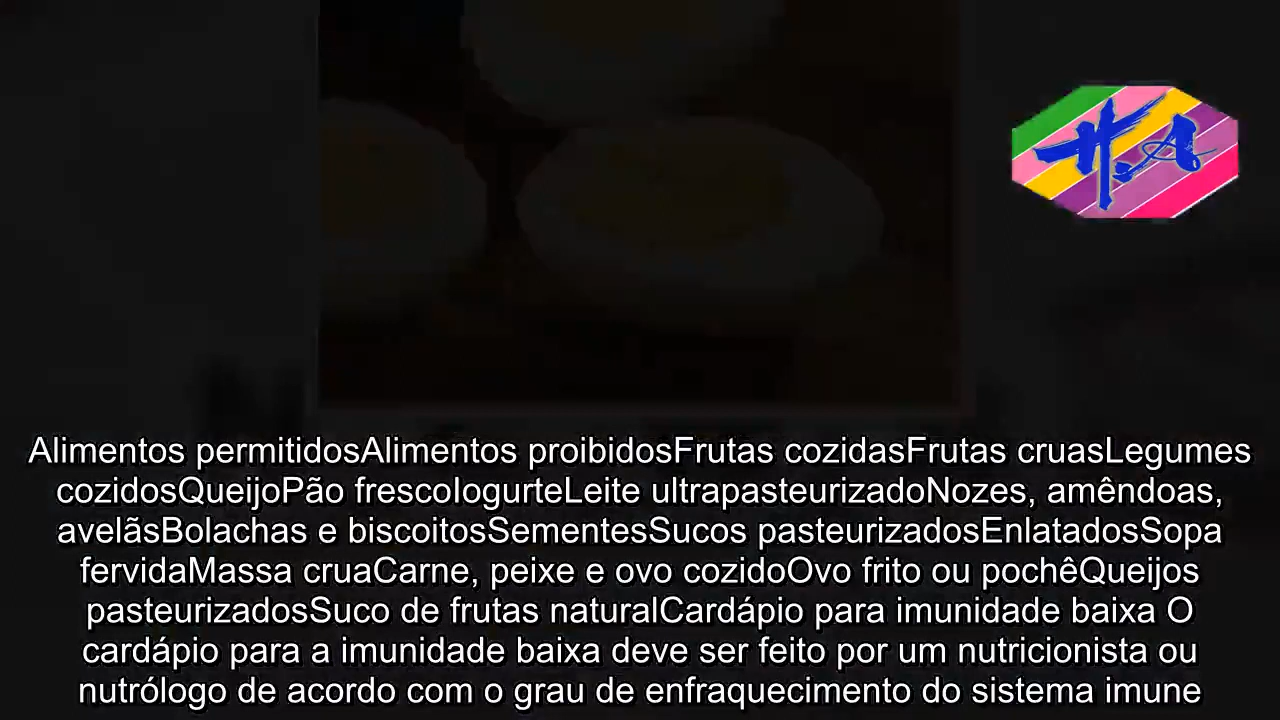 H.A
Alimentos permitidosAlimentos proibidosFrutas cozidasFrutas cruasLegumes
cozidosQueijoPão frescoIogurteLeite ultrapasteurizadoNozes, amêndoas,
avelãsBolachas e biscoitosSementesSucos pasteurizadosEnlatadosSopa
fervidaMassa cruaCarne, peixe e ovo cozidoOvo frito ou pochêQueijos
pasteurizadosSuco de frutas naturalCardápio para imunidade baixa O
cardápio para a imunidade baixa deve ser feito por um nutricionista ou
nutrólogo de acordo com o grau de enfraquecimento do sistema imune